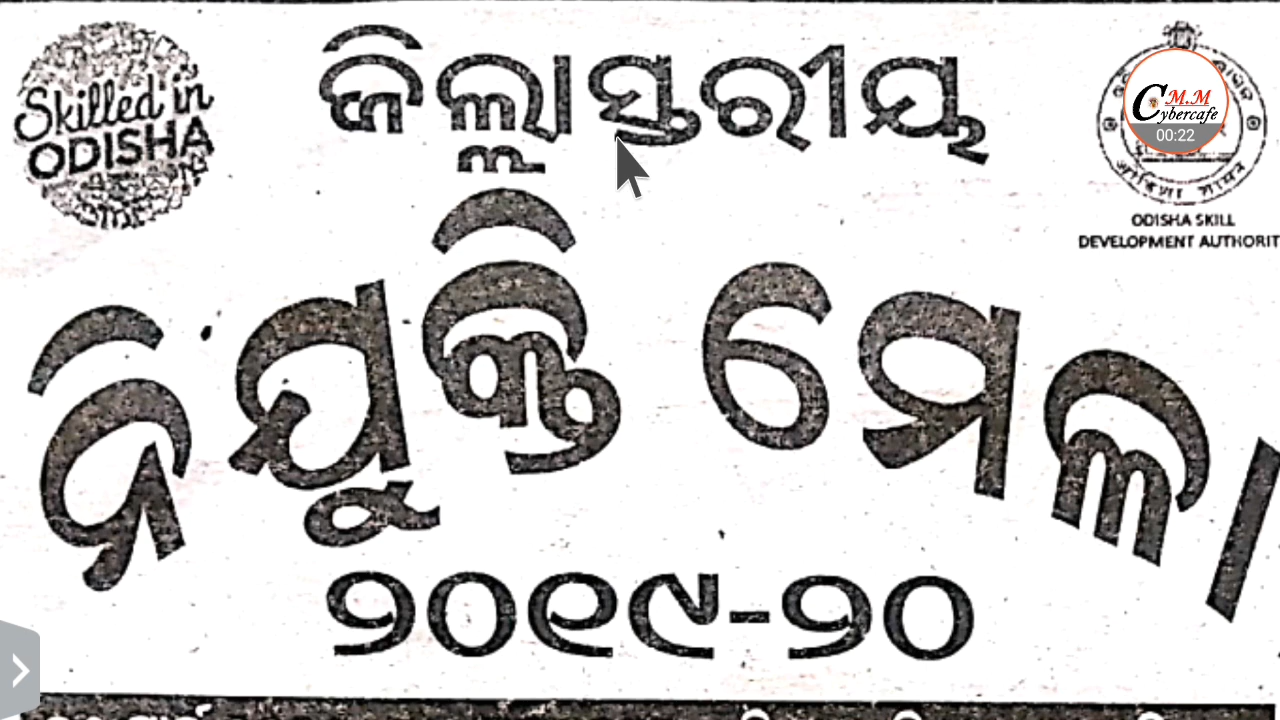 Skilled in
ODISHA
ଜିଲ୍ଲାସ୍ତରୀୟ
C M.M
Cybercafe
00:22
ODISHA SKILL
DEVELOPMENT AUTHORIT
ନିଯୁକ୍ତି ମେଳା
୨୦୧୯-୨୦